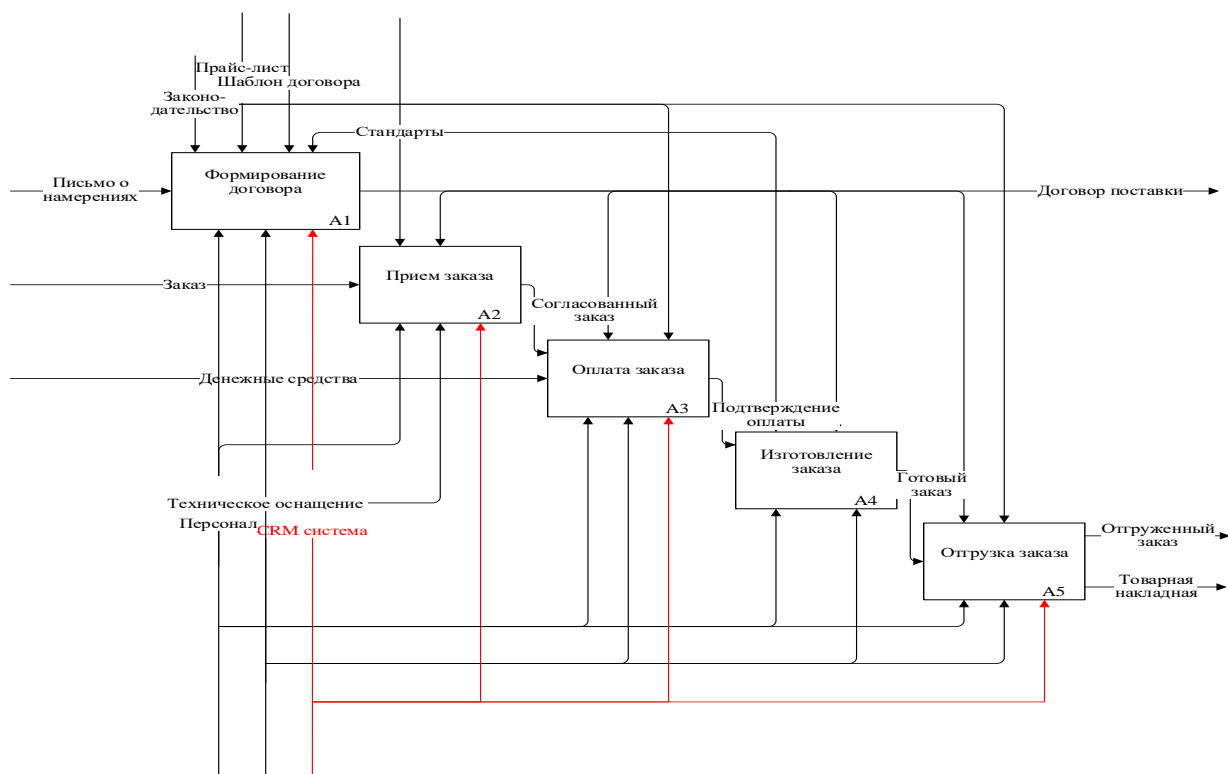 Прайс-лист
Шаблон договора
Законо-
дательство
Стандарты
Письмо о
намерениях
Формирование
договора
A1
Договор поставки
Заказ
Прием заказа
A2
Согласованный
заказ
Денежные средства
Оплата заказа
A3
Подтверждение
оплаты
Изготовление
заказа
A4
Готовый
заказ
Техническое оснащение
Персонал
CRM система
Отгрузка заказа
A5
Отгруженный
заказ
Товарная
накладная